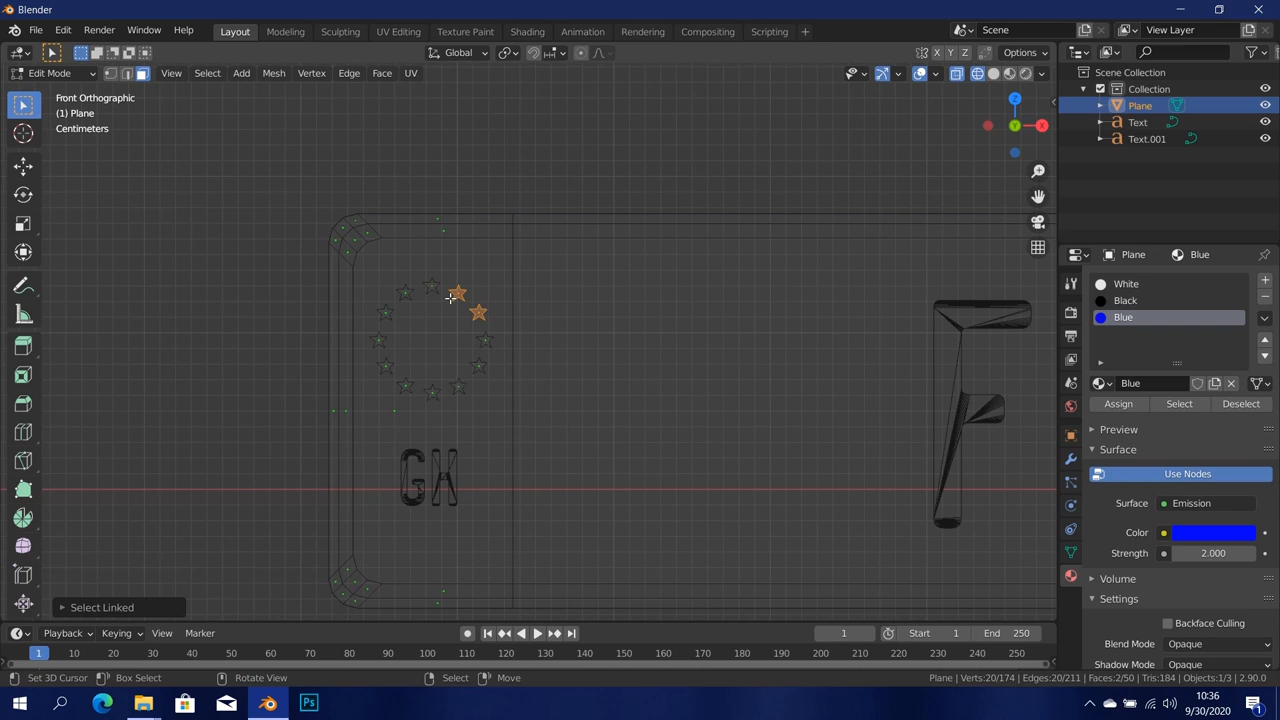 Blender
File
Edit
Render
Window
Help
Layout
Modeling
Sculpting
UV Editing
Texture Paint
Shading
Animation
Rendering
Compositing
Scripting
Scene
View Layer
Global
X Y Z
Options
Edit Mode
View
Select
Add
Mesh
Vertex
Edge
Face
UV
Front Orthographic
(1) Plane
Centimeters
Scene Collection
Collection
Plane
Text
Text.001
Z
Y
X
Plane
Blue
White
Black
Blue
Blue
Assign
Select
Deselect
Preview
Surface
Use Nodes
Surface
Emission
Color
Strength
2.000
Volume
Settings
Backface Culling
Blend Mode
Opaque
Shadow Mode
Opaque
Select Linked
Playback
Keying
View
Marker
1
Start 1
End 250
1 10 20 30 40 50 60 70 80 90 100 110 120 130 140 150 160 170 180 190 200 210 220 230 240 250
Set 3D Cursor
Box Select
Rotate View
Select
Move
Plane | Verts:20/174 | Edges:20/211 | Faces:2/50 | Tris:184 | Objects:1/3 | 2.90.0
Ps
10:36
9/30/2020
1